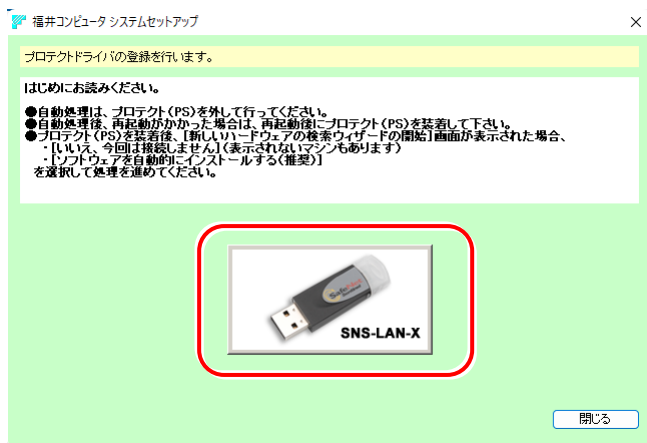 福井コンピュータ システムセットアップ
プロテクトドライバの登録を行います。
はじめにお読みください。
●自動処理は、プロテクト(PS)を外して行ってください。
●自動処理後、再起動がかかった場合は、再起動後にプロテクト(PS)を装着して下さい。
●プロテクト(PS)を装着後、[新しいハードウェアの検索ウィザードの開始]画面が表示された場合、
・[いいえ、今回は接続しません](表示されないマシンもあります)
・[ソフトウェアを自動的にインストールする(推奨)]
を選択して処理を進めてください。
SafeNet
SNS-LAN-X
閉じる